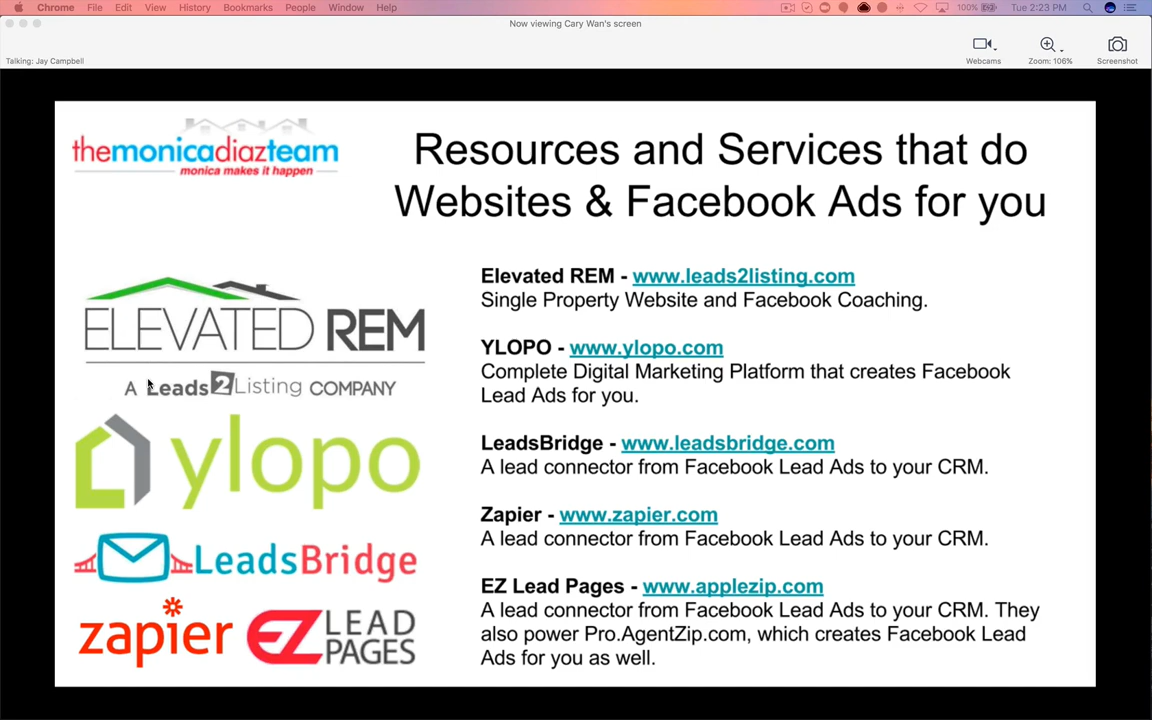 Chrome File Edit View History Bookmarks People Window Help 100% Tue 2:23 PM
Now viewing Cary Wan's screen
Talking: Jay Campbell
Webcams Zoom: 106% Screenshot
themonicadiazteam
monica makes it happen
Resources and Services that do
Websites & Facebook Ads for you
ELEVATED REM
A Leads2Listing COMPANY
ylopo
LeadsBridge
zapier
EZ LEAD
PAGES
Elevated REM - www.leads2listing.com
Single Property Website and Facebook Coaching.
YLOPO - www.ylopo.com
Complete Digital Marketing Platform that creates Facebook
Lead Ads for you.
LeadsBridge - www.leadsbridge.com
A lead connector from Facebook Lead Ads to your CRM.
Zapier - www.zapier.com
A lead connector from Facebook Lead Ads to your CRM.
EZ Lead Pages - www.applezip.com
A lead connector from Facebook Lead Ads to your CRM. They
also power Pro.AgentZip.com, which creates Facebook Lead
Ads for you as well.